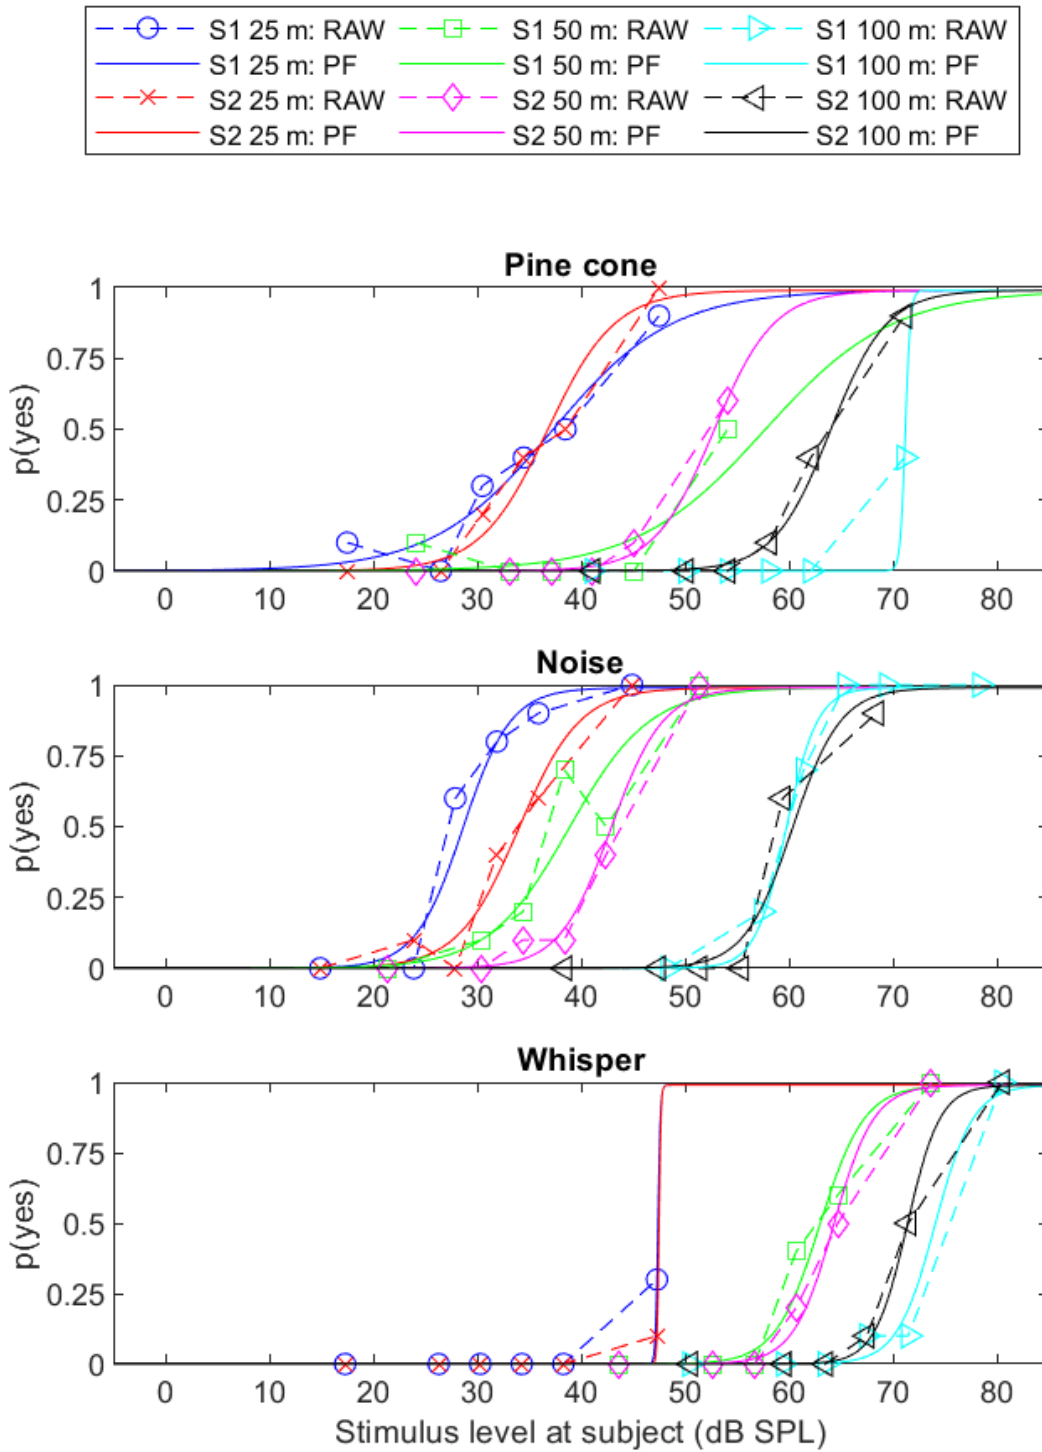 S1 25 m: RAW S1 50 m: RAW S1 100 m: RAW
S1 25 m: PF S1 50 m: PF S1 100 m: PF
S2 25 m: RAW S2 50 m: RAW S2 100 m: RAW
S2 25 m: PF S2 50 m: PF S2 100 m: PF
Pine cone
1
0.75
0.5
0.25
0
p(yes)
0 10 20 30 40 50 60 70 80
Noise
1
0.75
0.5
0.25
0
p(yes)
0 10 20 30 40 50 60 70 80
Whisper
1
0.75
0.5
0.25
0
p(yes)
0 10 20 30 40 50 60 70 80
Stimulus level at subject (dB SPL)